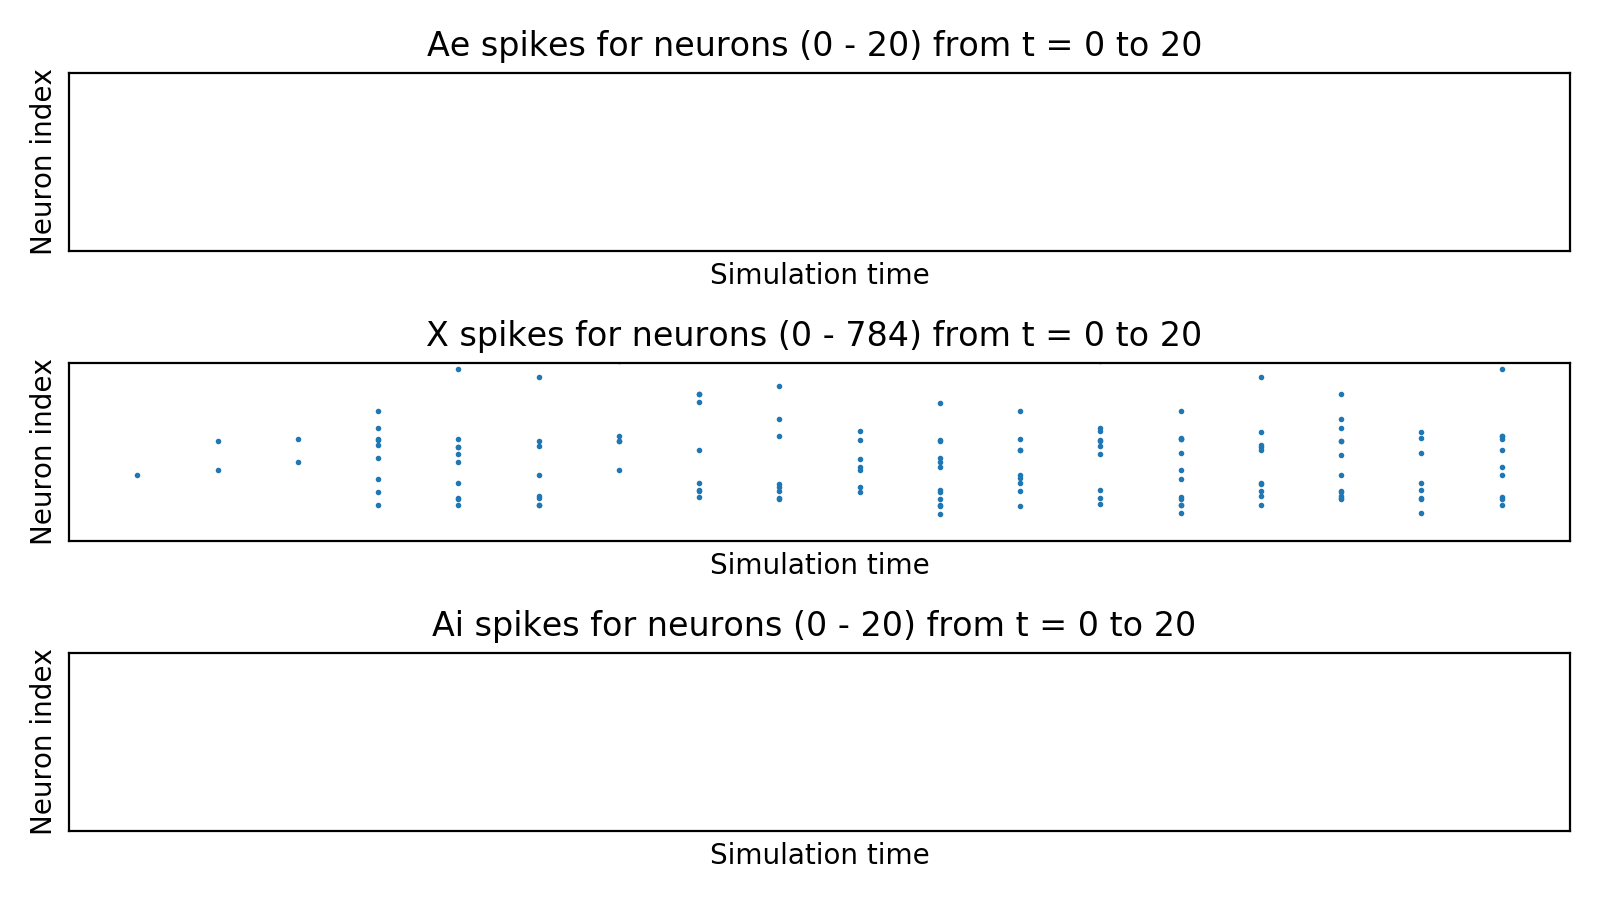 Ae spikes for neurons (0 - 20) from t = 0 to 20
Neuron index
Simulation time
X spikes for neurons (0 - 784) from t = 0 to 20
Neuron index
Simulation time
Ai spikes for neurons (0 - 20) from t = 0 to 20
Neuron index
Simulation time